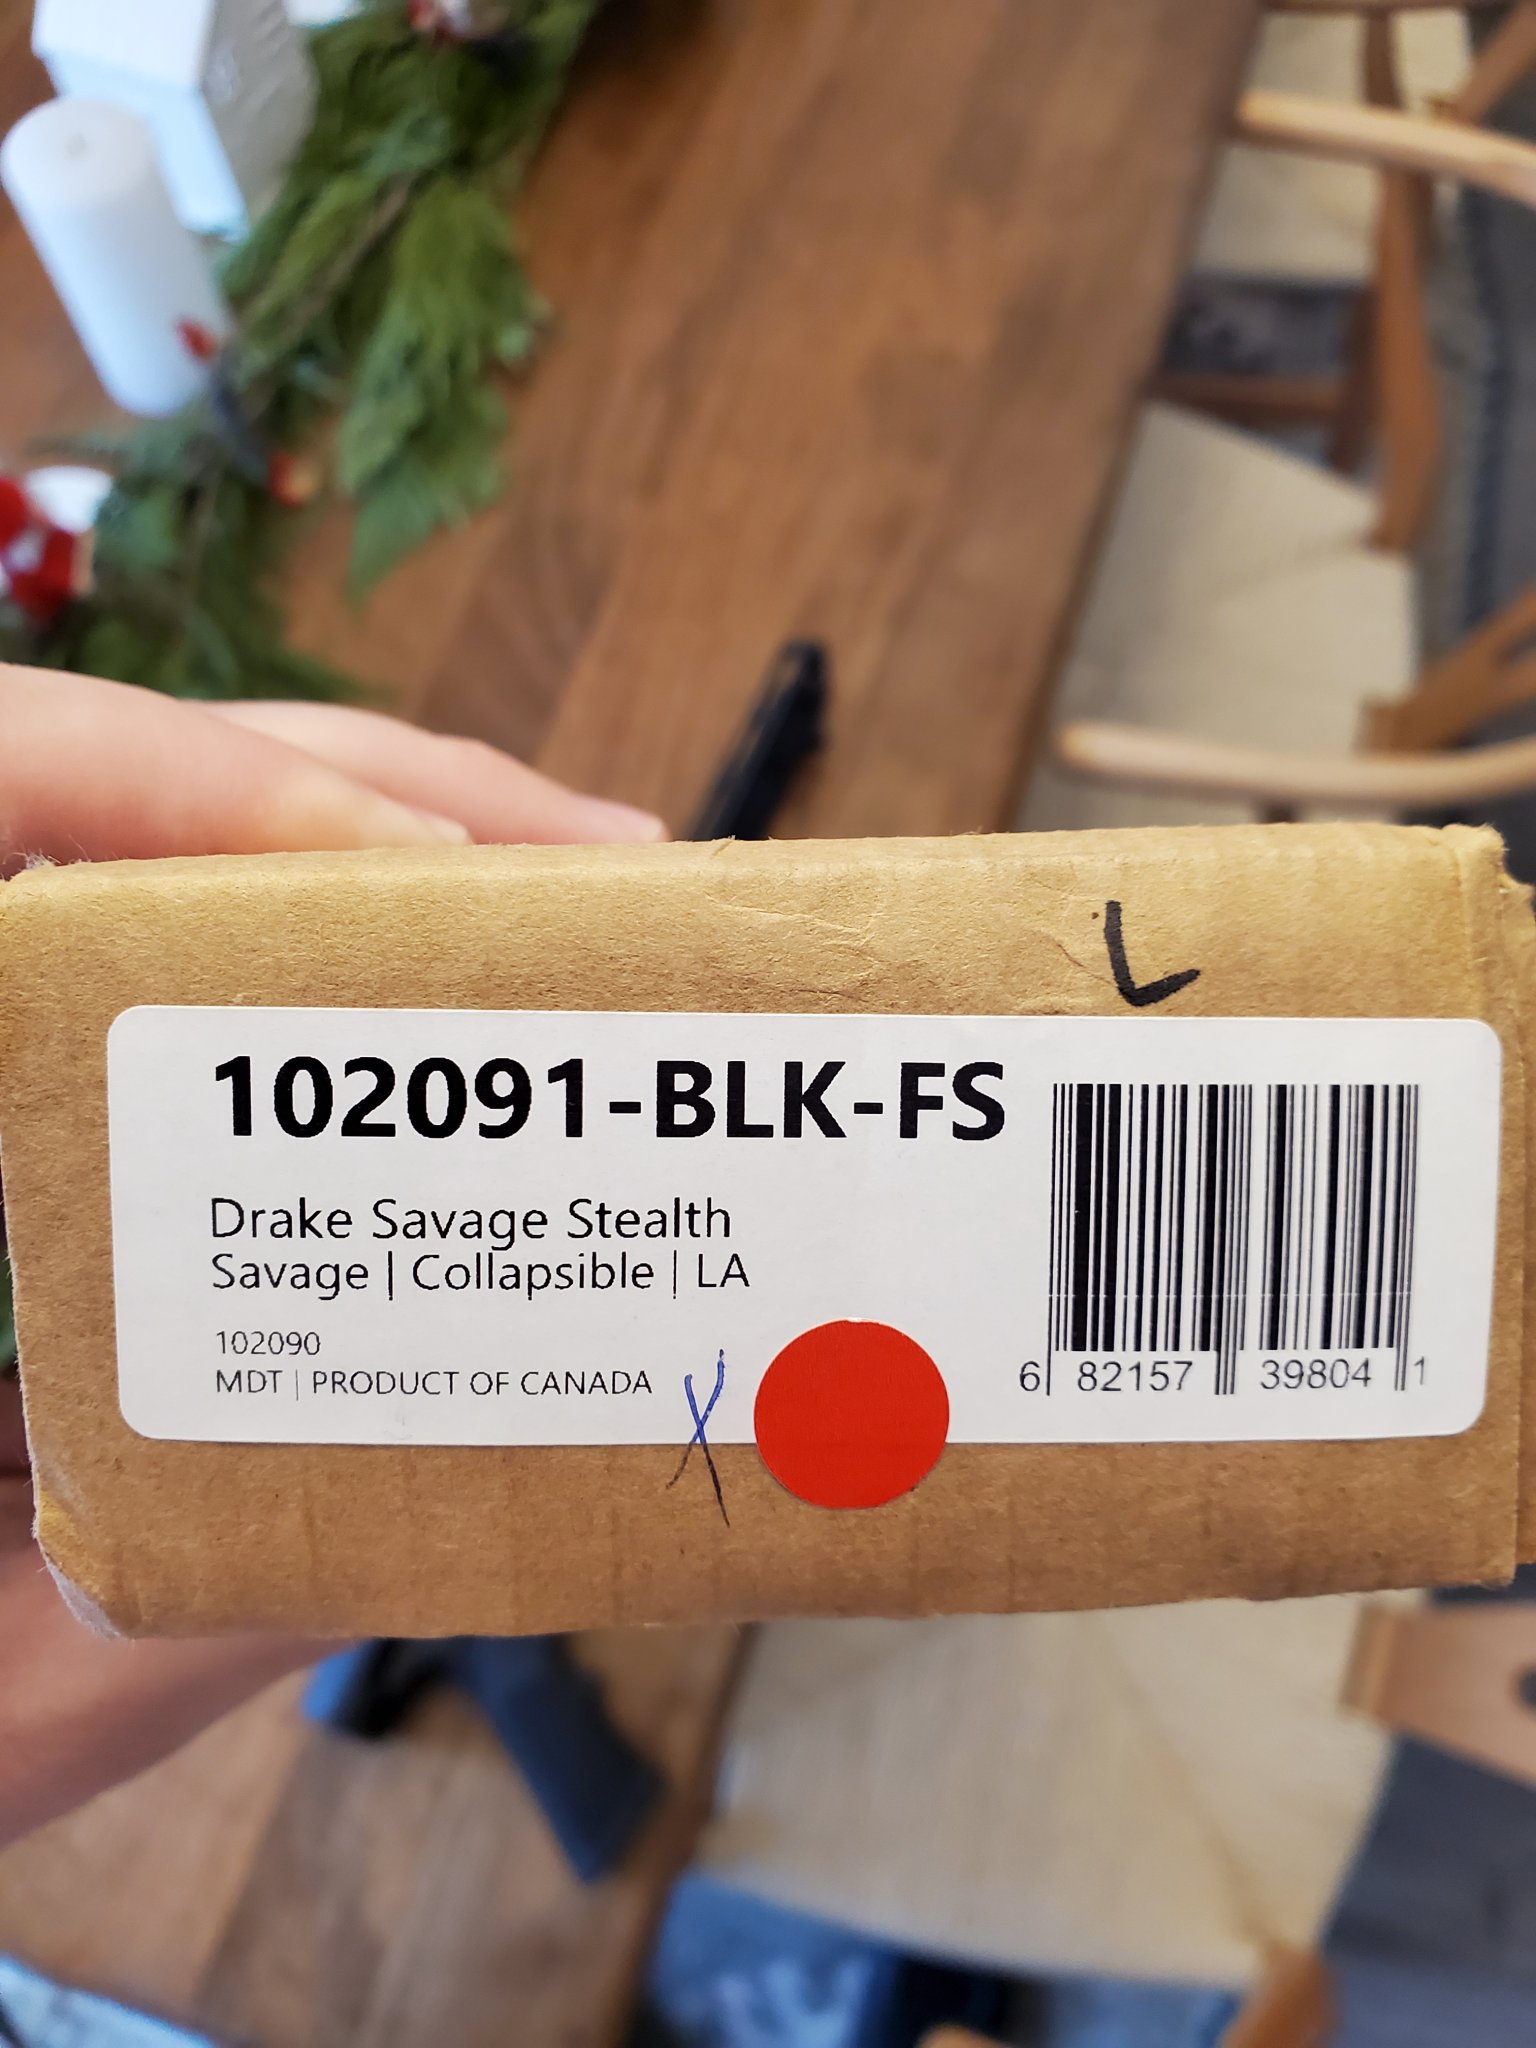 L
102091-BLK-FS
Drake Savage Stealth
Savage | Collapsible | LA
102090
MDT | PRODUCT OF CANADA
X
6 82157 39804 1